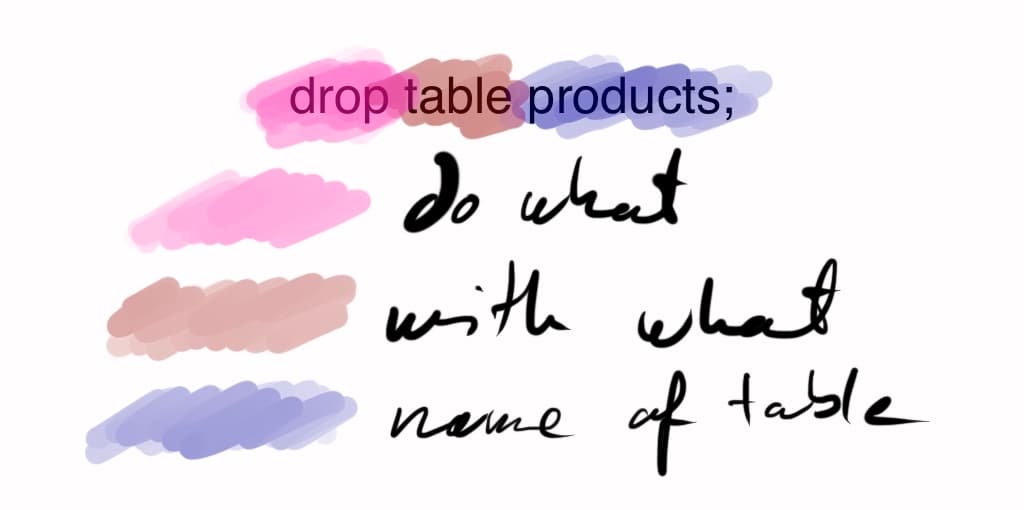 drop table products;
do what
with what
name of table